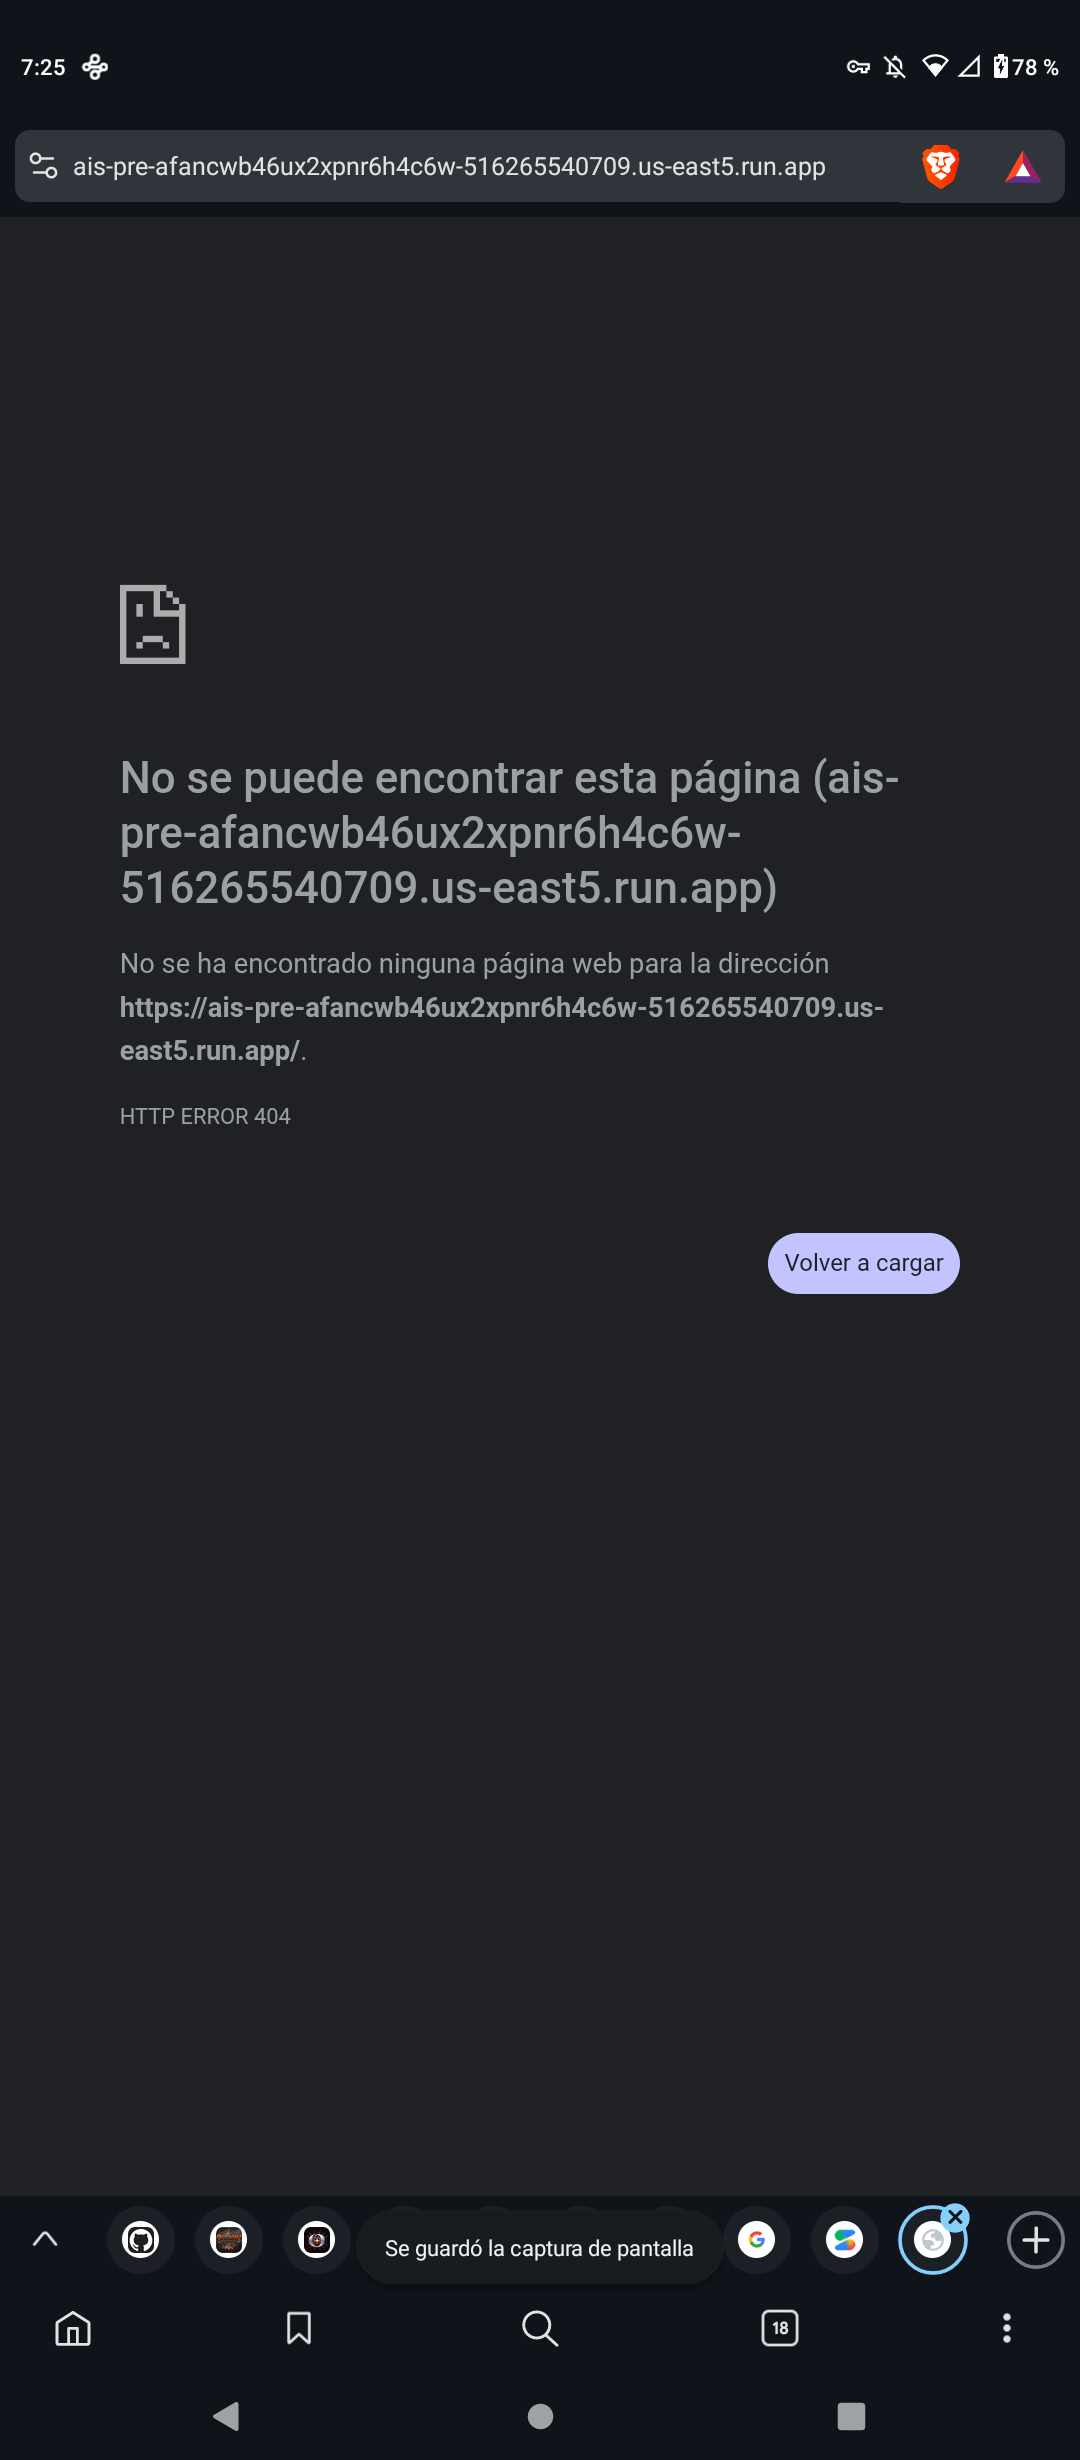 7:25
78 %
ais-pre-afancwb46ux2xpnr6h4c6w-516265540709.us-east5.run.app
No se puede encontrar esta página (ais-
pre-afancwb46ux2xpnr6h4c6w-
516265540709.us-east5.run.app)
No se ha encontrado ninguna página web para la dirección
https://ais-pre-afancwb46ux2xpnr6h4c6w-516265540709.us-
east5.run.app/.
HTTP ERROR 404
Volver a cargar
Se guardó la captura de pantalla
18